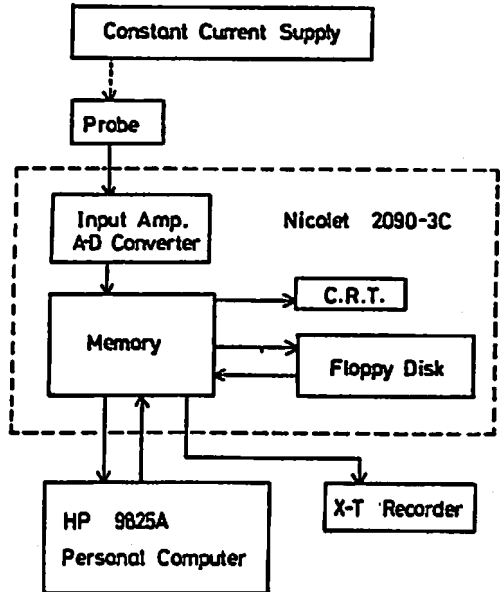 Constant Current Supply
Probe
Input Amp.
A-D Converter
Nicolet 2090-3C
C.R.T.
Memory
Floppy Disk
HP 9825A
Personal Computer
X-T Recorder